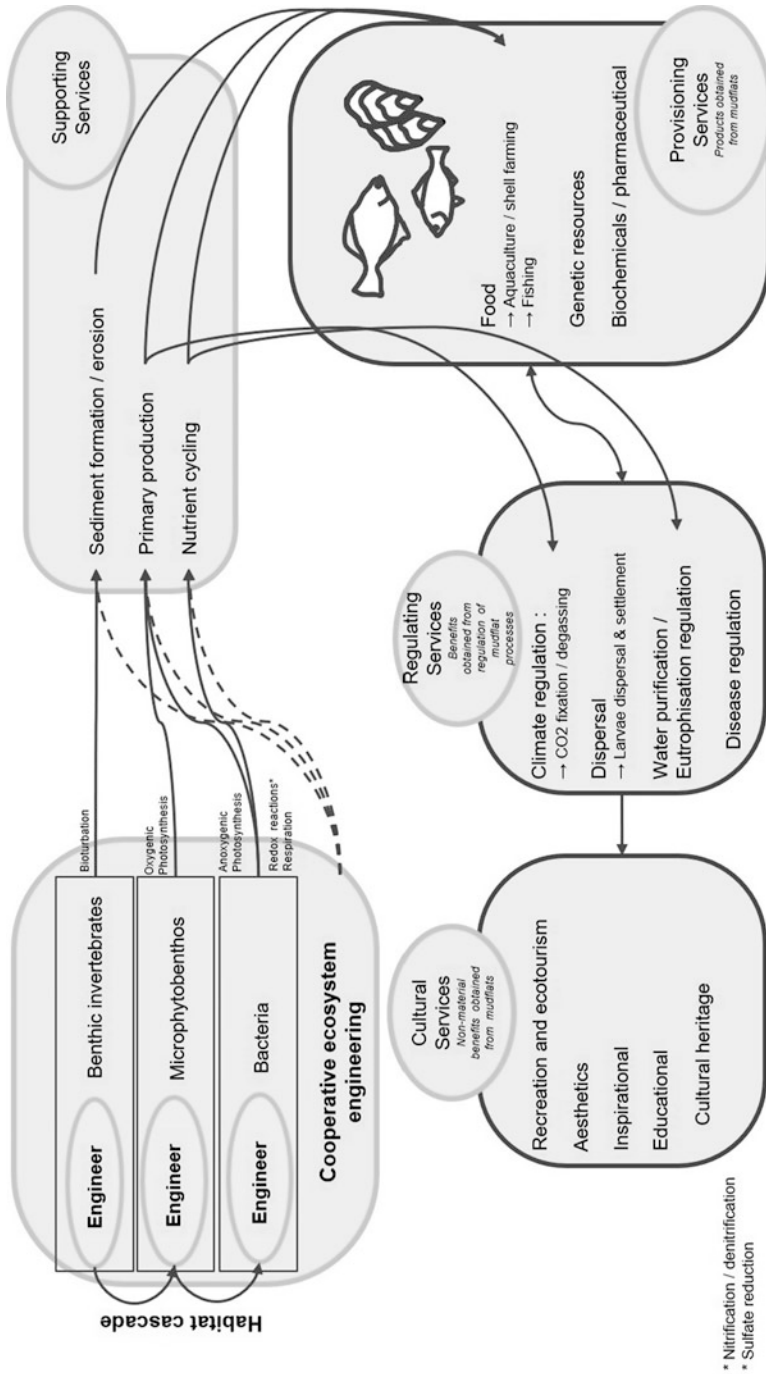 Habitat cascade
Engineer
Benthic invertebrates
Engineer
Microphytobenthos
Engineer
Bacteria
Cooperative ecosystem
engineering
Bioturbation
Oxygenic
Photosynthesis
Anoxygenic
Photosynthesis
Redox reactions*
Respiration
Supporting
Services
Sediment formation / erosion
Primary production
Nutrient cycling
Cultural
Services
Non-material
benefits obtained
from mudflats
Recreation and ecotourism
Aesthetics
Inspirational
Educational
Cultural heritage
Regulating
Services
Benefits
obtained from
regulation of
mudflat
processes
Climate regulation :
→ CO2 fixation / degassing
Dispersal
→ Larvae dispersal & settlement
Water purification /
Eutrophisation regulation
Disease regulation
Food
→ Aquaculture / shell farming
→ Fishing
Genetic resources
Biochemicals / pharmaceutical
Provisioning
Services
Products obtained
from mudflats
* Nitrification / denitrification
* Sulfate reduction